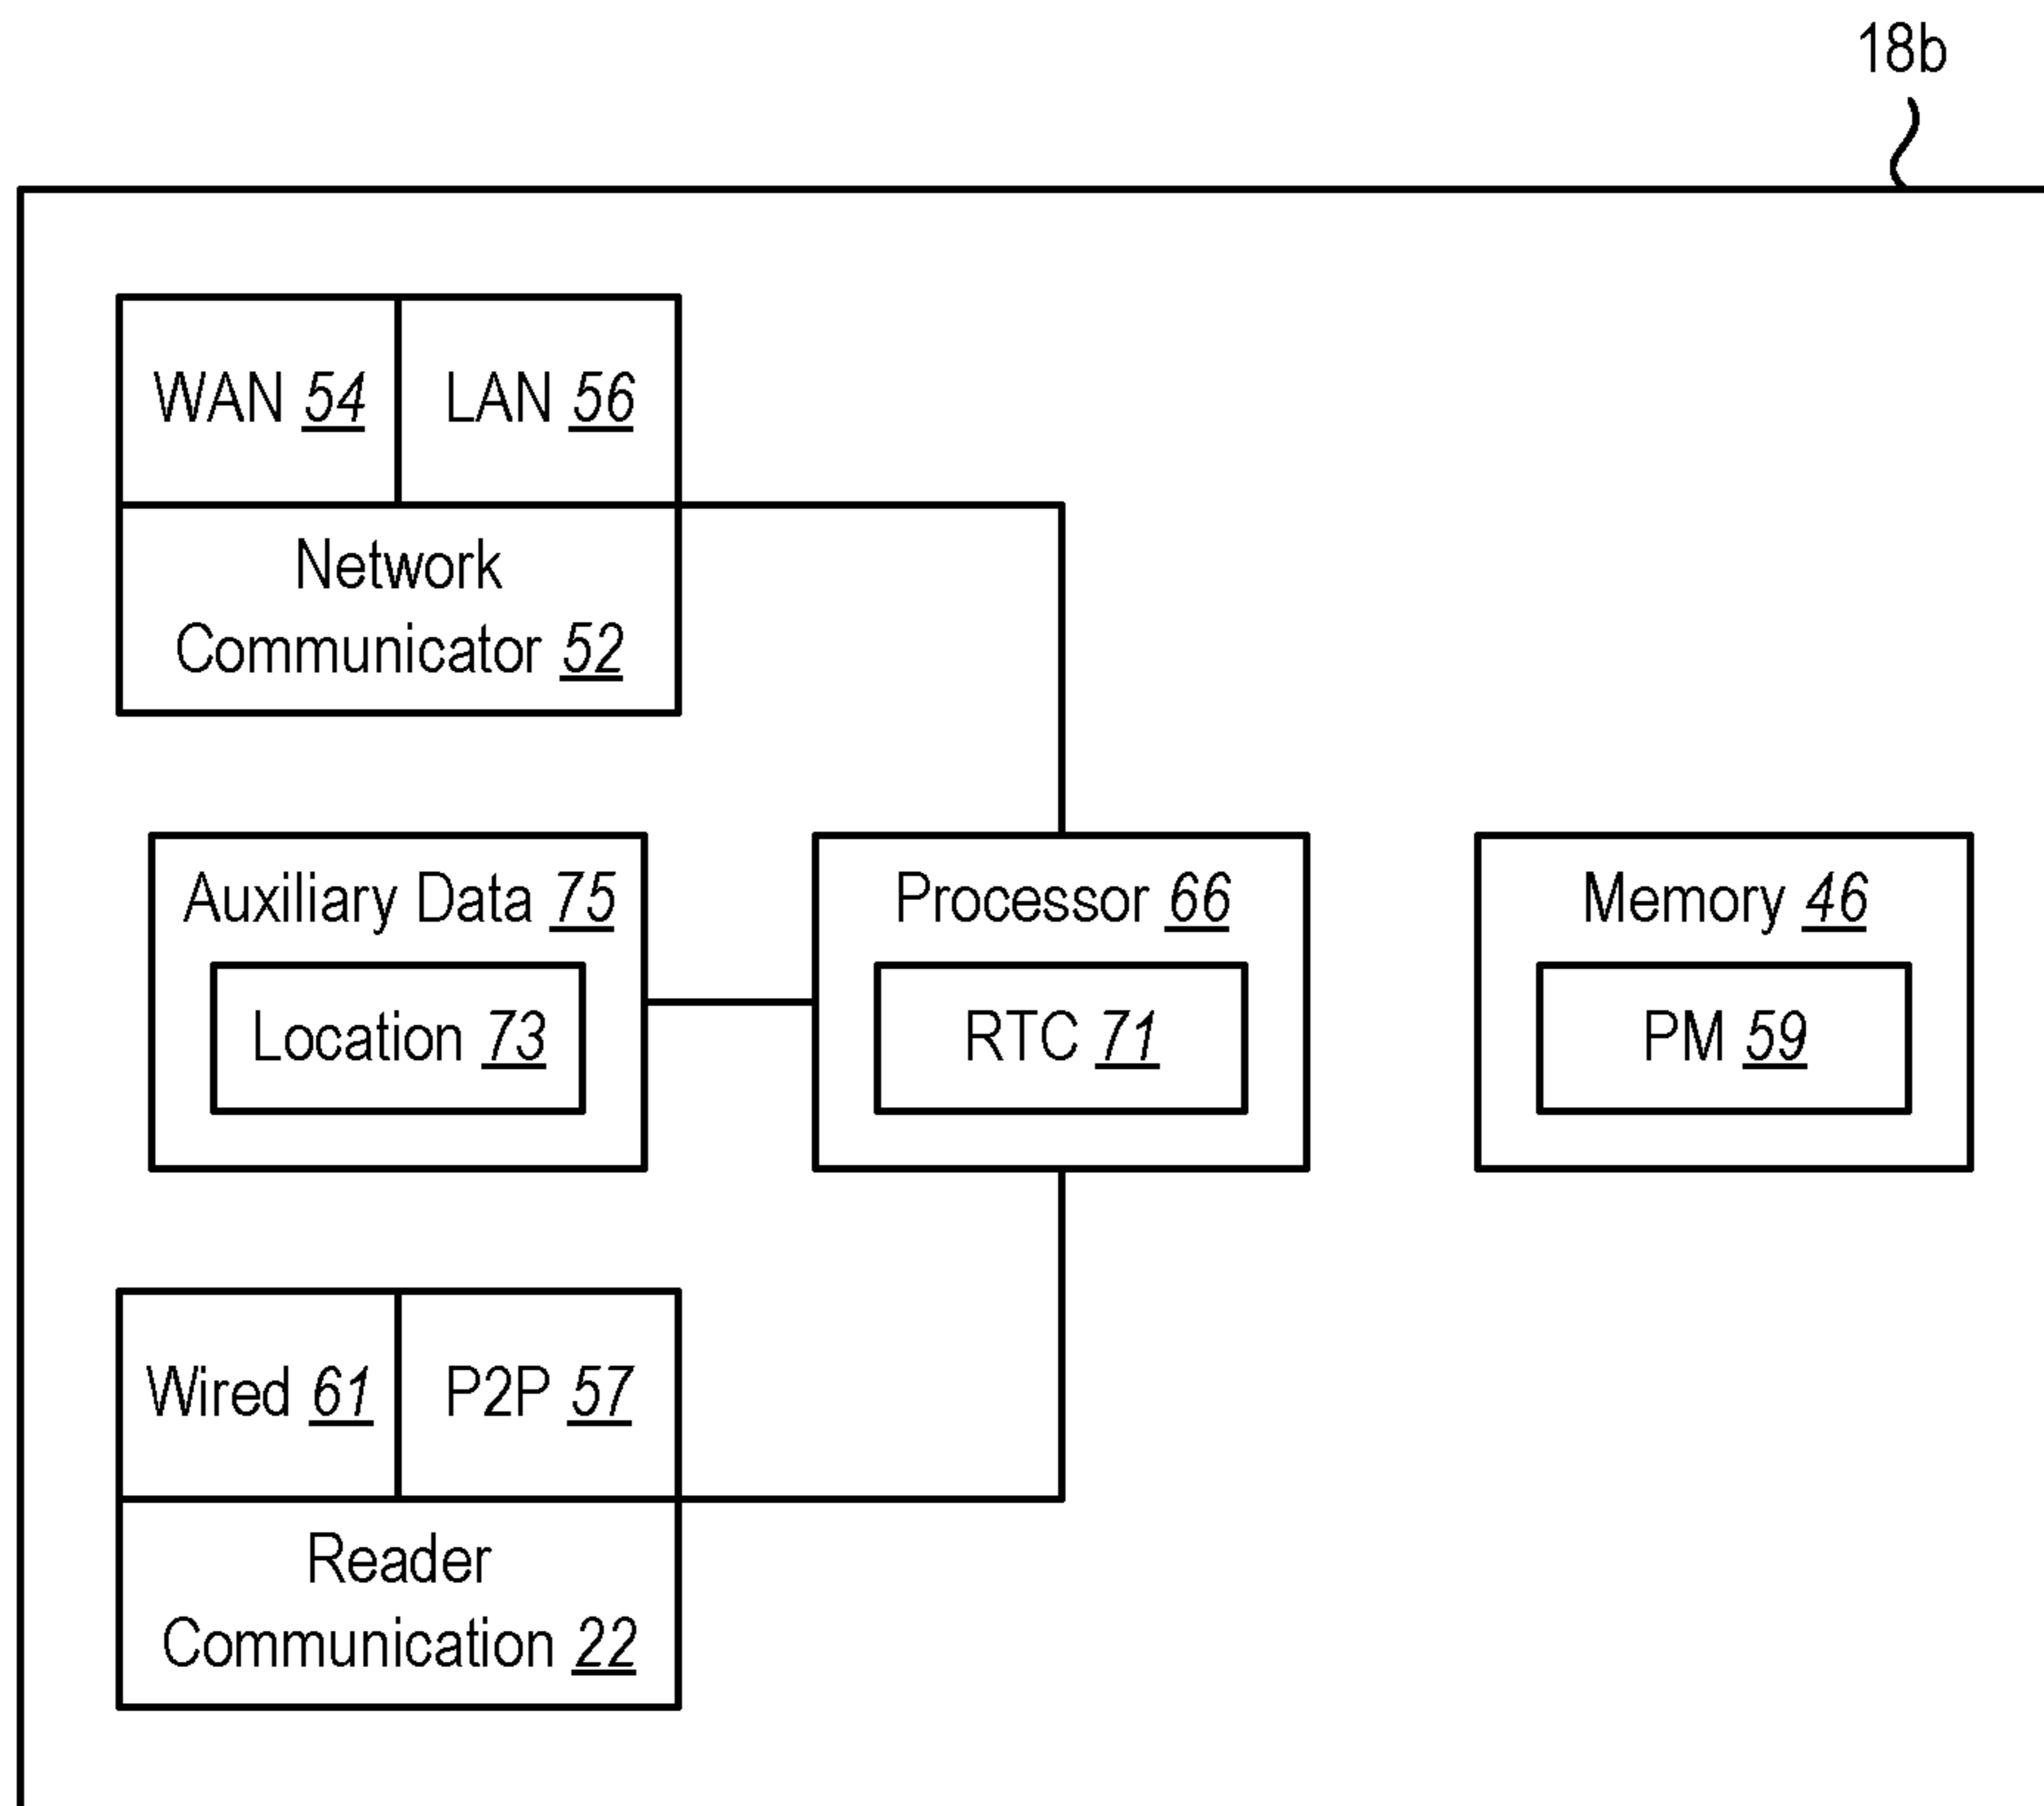 18b
WAN 54
LAN 56
Network
Communicator 52
Auxiliary Data 75
Location 73
Processor 66
RTC 71
Memory 46
PM 59
Wired 61
P2P 57
Reader
Communication 22